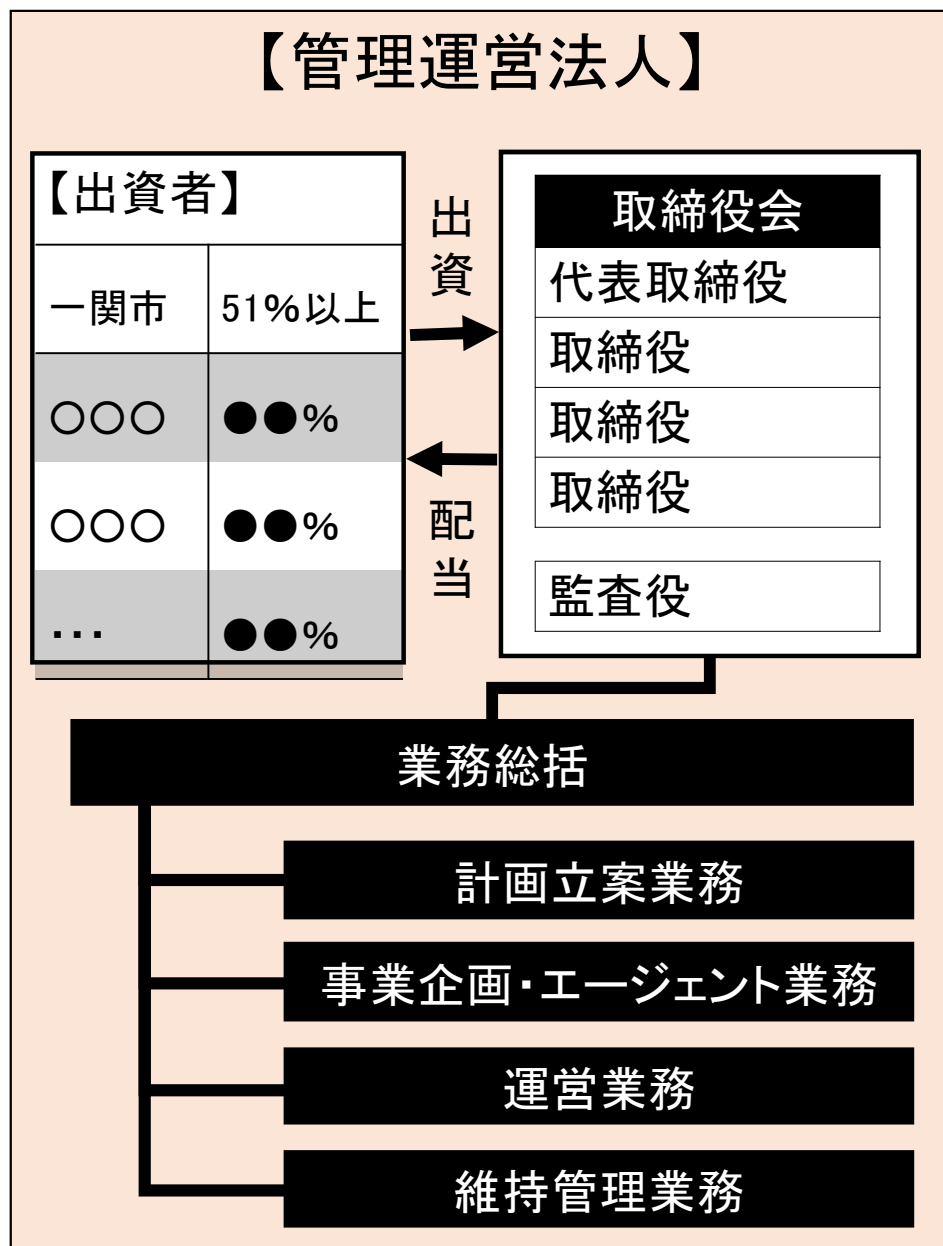 【管理運営法人】
【出資者】
一関市 51%以上
○○○ ●●%
○○○ ●●%
… ●●%
出資
配当
取締役会
代表取締役
取締役
取締役
取締役
監査役
業務総括
計画立案業務
事業企画・エージェント業務
運営業務
維持管理業務